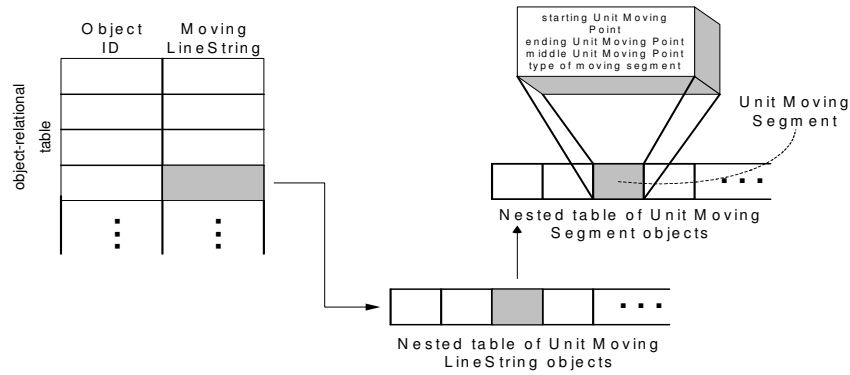 Object
ID
Moving
LineString
object-relational
table
starting Unit Moving
Point
ending Unit Moving Point
middle Unit Moving Point
type of moving segment
Unit Moving
Segment
Nested table of Unit Moving
Segment objects
Nested table of Unit Moving
LineString objects